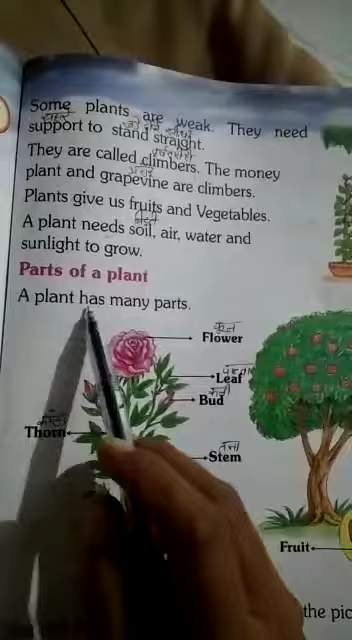 Some plants are weak. They need
support to stand straight.
They are called climbers. The money
plant and grapevine are climbers.
Plants give us fruits and Vegetables.
A plant needs soil, air, water and
sunlight to grow.
Parts of a plant
A plant has many parts.
फूल
Flower
Leaf
Bud
Thorn
तना
Stem
Fruit
the pic